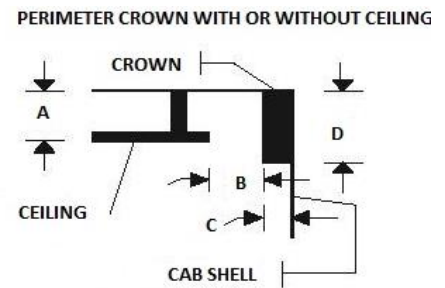 PERIMETER CROWN WITH OR WITHOUT CEILING
CROWN
A
D
B
CEILING
C
CAB SHELL